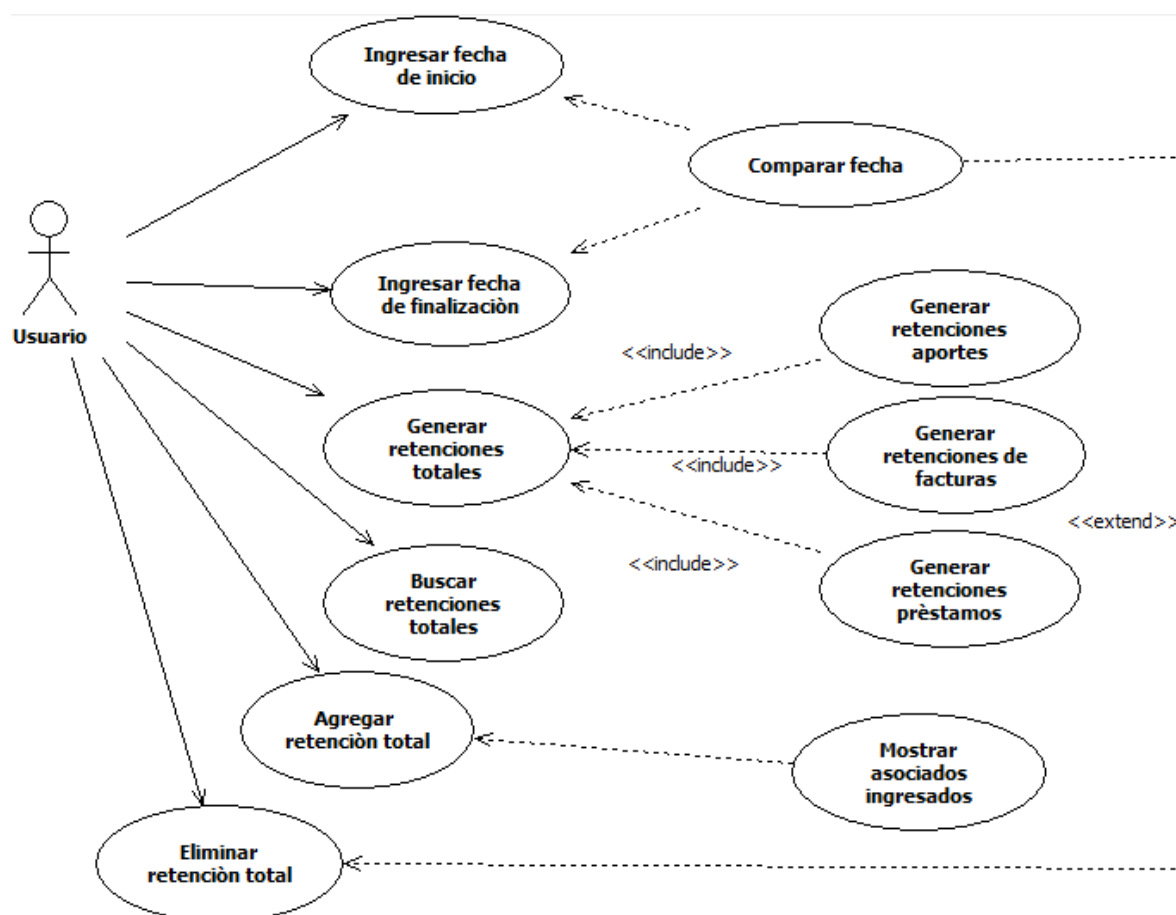 Ingresar fecha
de inicio
Comparar fecha
Usuario
Ingresar fecha
de finalizaciòn
Generar
retenciones
aportes
<<include>>
Generar
retenciones
totales
<<include>>
Generar
retenciones de
facturas
<<extend>>
<<include>>
Generar
retenciones
prèstamos
Buscar
retenciones
totales
Agregar
retenciòn total
Mostrar
asociados
ingresados
Eliminar
retenciòn total